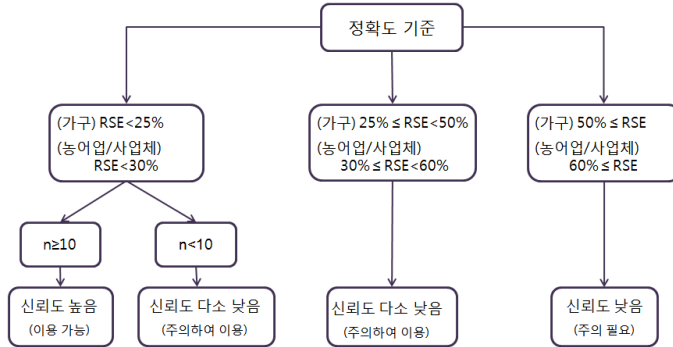 정확도 기준
(가구) RSE<25%
(농어업/사업체)
RSE<30%
(가구) 25% ≤ RSE<50%
(농어업/사업체)
30% ≤ RSE<60%
(가구) 50% ≤ RSE
(농어업/사업체)
60% ≤ RSE
n≥10
n<10
신뢰도 높음
(이용 가능)
신뢰도 다소 낮음
(주의하여 이용)
신뢰도 다소 낮음
(주의하여 이용)
신뢰도 낮음
(주의 필요)